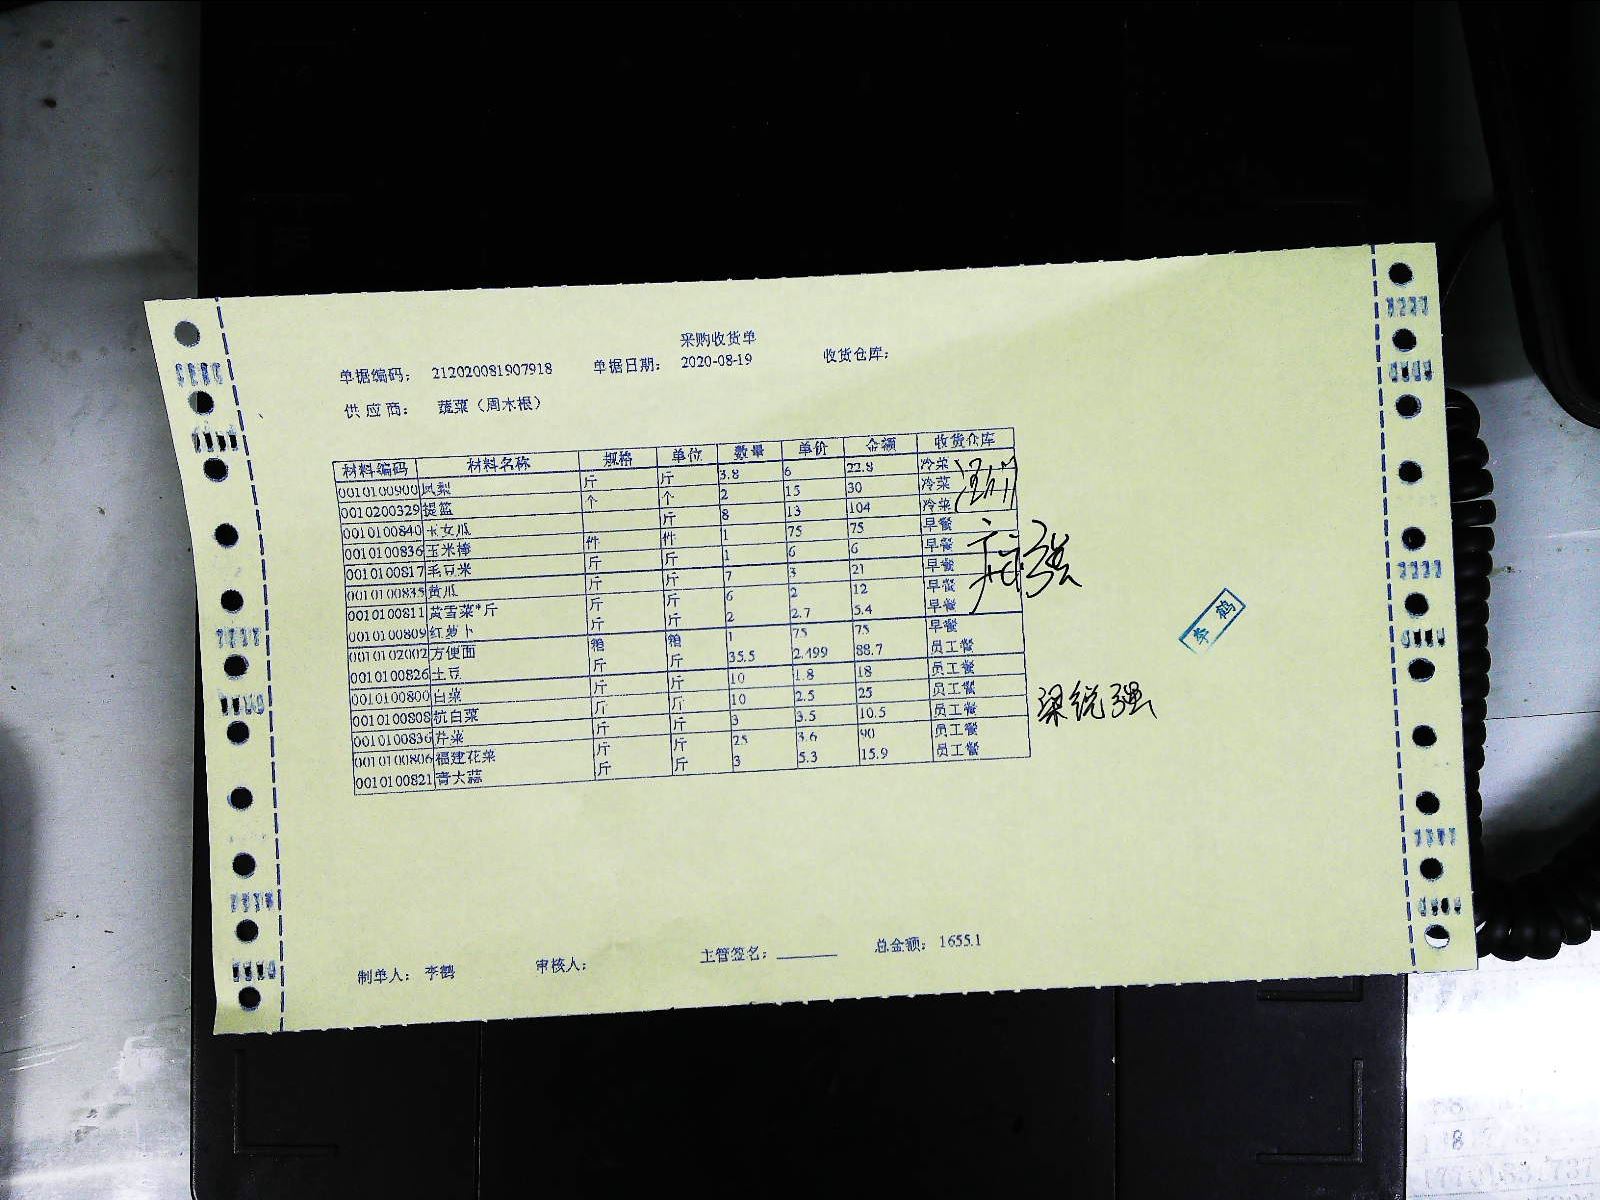 采购收货单
单据编码： 212020081907918 单据日期： 2020-08-19 收货仓库：
供 应 商： 蔬菜（周木根）
材料编码 材料名称 规格 单位 数量 单价 金额 收货仓库
0010100900 凤梨 斤 斤 3.8 6 22.8 冷菜
0010200329 提篮 个 个 2 15 30 冷菜
0010100840 玉女瓜 斤 8 13 104 冷菜
0010100836 玉米棒 件 件 1 75 75 早餐
0010100817 毛豆米 斤 斤 1 6 6 早餐
0010100835 黄瓜 斤 斤 7 3 21 早餐
0010100811 黄雪菜*斤 斤 斤 6 2 12 早餐
0010100809 红萝卜 斤 斤 2 2.7 5.4 早餐
0010102002 方便面 箱 箱 1 75 75 早餐
0010100826 土豆 斤 斤 35.5 2.499 88.7 员工餐
0010100800 白菜 斤 斤 10 1.8 18 员工餐
0010100808 杭白菜 斤 斤 10 2.5 25 员工餐
0010100836 芹菜 斤 斤 3 3.5 10.5 员工餐
0010100806 福建花菜 斤 斤 25 3.6 90 员工餐
0010100821 青大蒜 斤 斤 3 5.3 15.9 员工餐
李鹤
梁锐强
制单人： 李鹤 审核人： 主管签名： 总金额： 1655.1